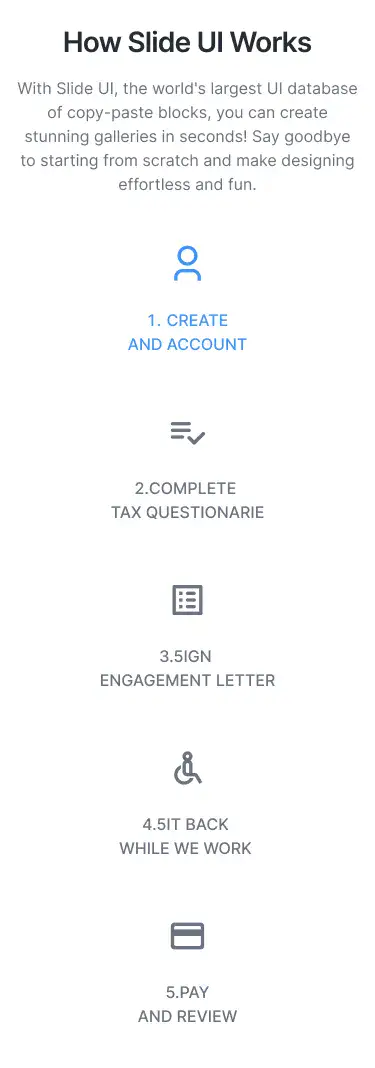 How Slide UI Works
With Slide UI, the world's largest UI database
of copy-paste blocks, you can create
stunning galleries in seconds! Say goodbye
to starting from scratch and make designing
effortless and fun.
1. CREATE
AND ACCOUNT
2.COMPLETE
TAX QUESTIONARIE
3.5IGN
ENGAGEMENT LETTER
4.5IT BACK
WHILE WE WORK
5.PAY
AND REVIEW